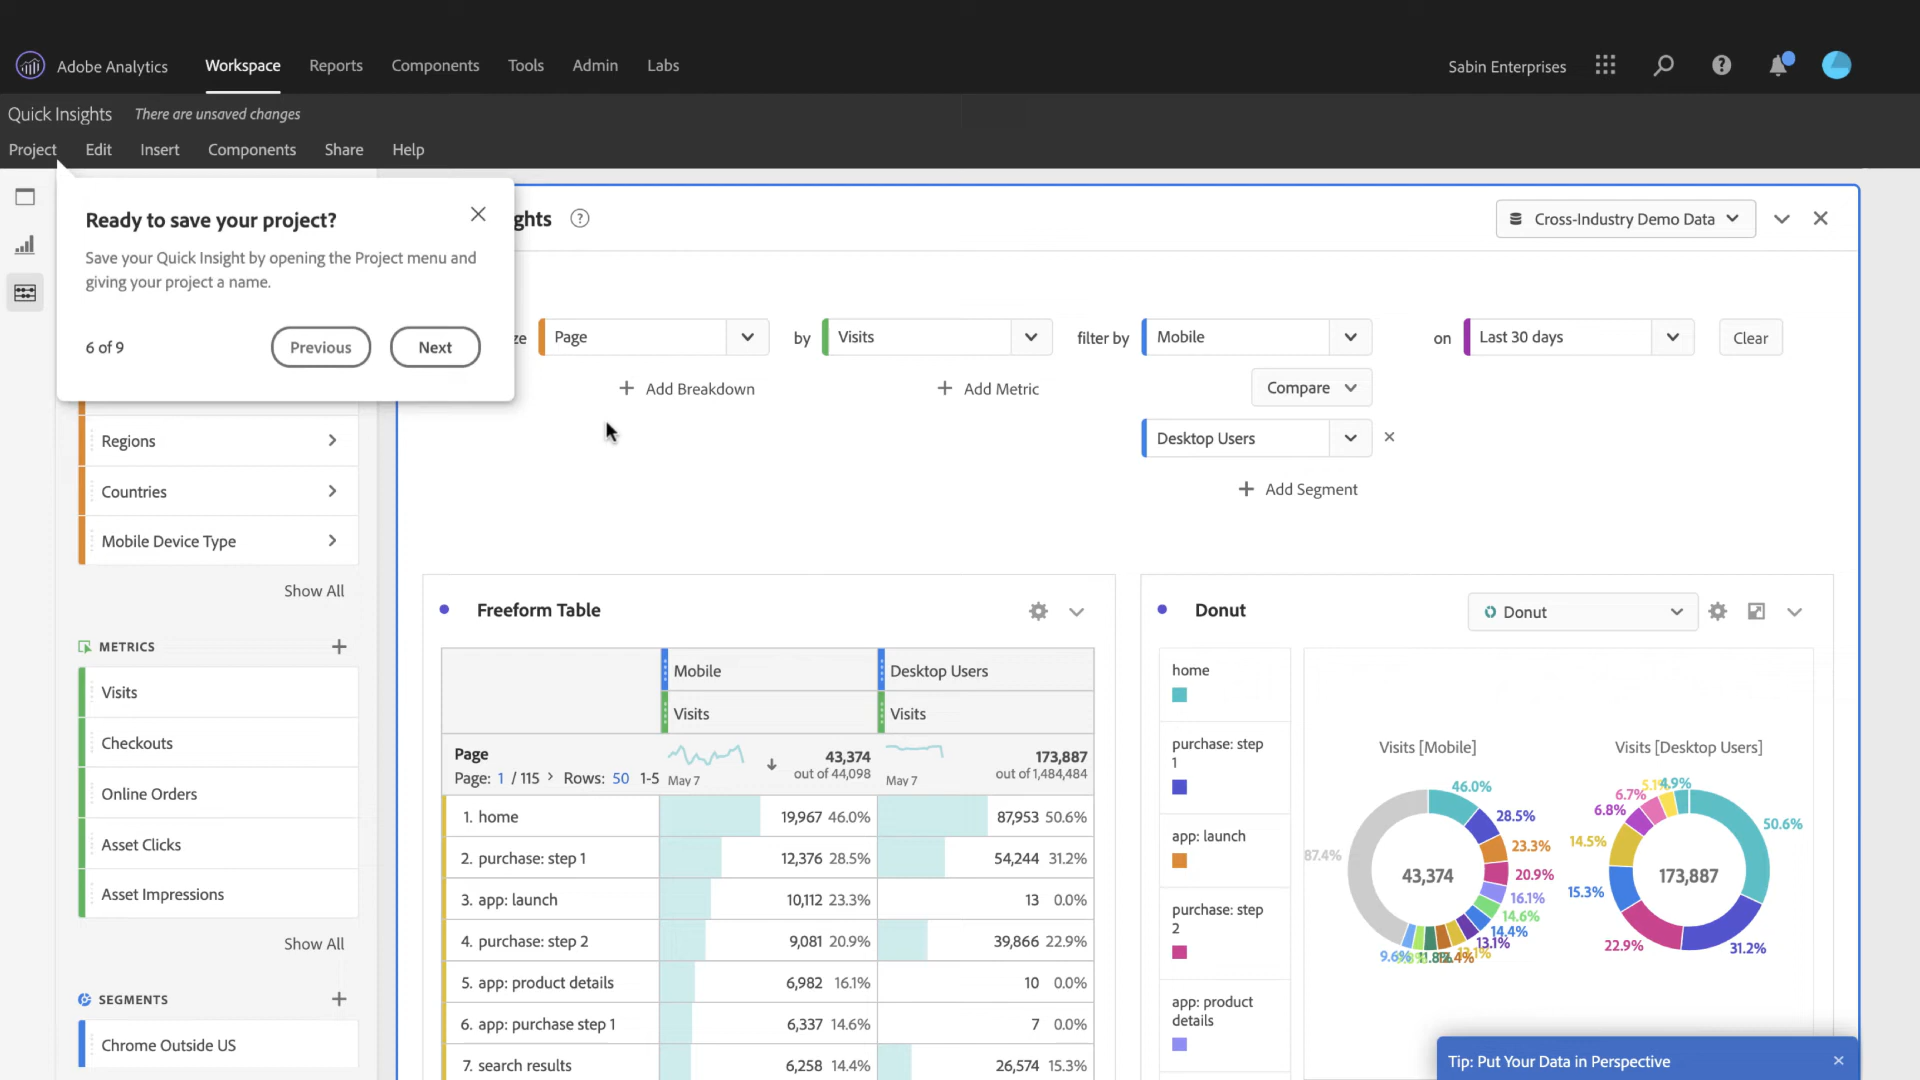 Adobe Analytics
Workspace
Reports
Components
Tools
Admin
Labs
Sabin Enterprises
Quick Insights
There are unsaved changes
Project
Edit
Insert
Components
Share
Help
Ready to save your project?
Save your Quick Insight by opening the Project menu and
giving your project a name.
6 of 9
Previous
Next
Regions
Countries
Mobile Device Type
Show All
METRICS
Visits
Checkouts
Online Orders
Asset Clicks
Asset Impressions
Show All
SEGMENTS
Chrome Outside US
ghts
Cross-Industry Demo Data
ze
Page
by
Visits
filter by
Mobile
on
Last 30 days
Clear
Add Breakdown
Add Metric
Compare
Desktop Users
Add Segment
Freeform Table
Mobile
Desktop Users
Visits
Visits
Page
Page: 1 / 115 > Rows: 50 1-5
May 7
43,374
out of 44,098
May 7
173,887
out of 1,484,484
1. home 19,967 46.0% 87,953 50.6%
2. purchase: step 1 12,376 28.5% 54,244 31.2%
3. app: launch 10,112 23.3% 13 0.0%
4. purchase: step 2 9,081 20.9% 39,866 22.9%
5. app: product details 6,982 16.1% 10 0.0%
6. app: purchase step 1 6,337 14.6% 7 0.0%
7. search results 6,258 14.4% 26,574 15.3%
Donut
Donut
home
purchase: step
1
app: launch
purchase: step
2
app: product
details
Visits [Mobile]
46.0%
28.5%
23.3%
20.9%
16.1%
14.6%
14.4%
13.1%
9.6%
87.4%
43,374
Visits [Desktop Users]
4.9%
6.7%
6.8%
14.5%
15.3%
22.9%
31.2%
50.6%
173,887
Tip: Put Your Data in Perspective